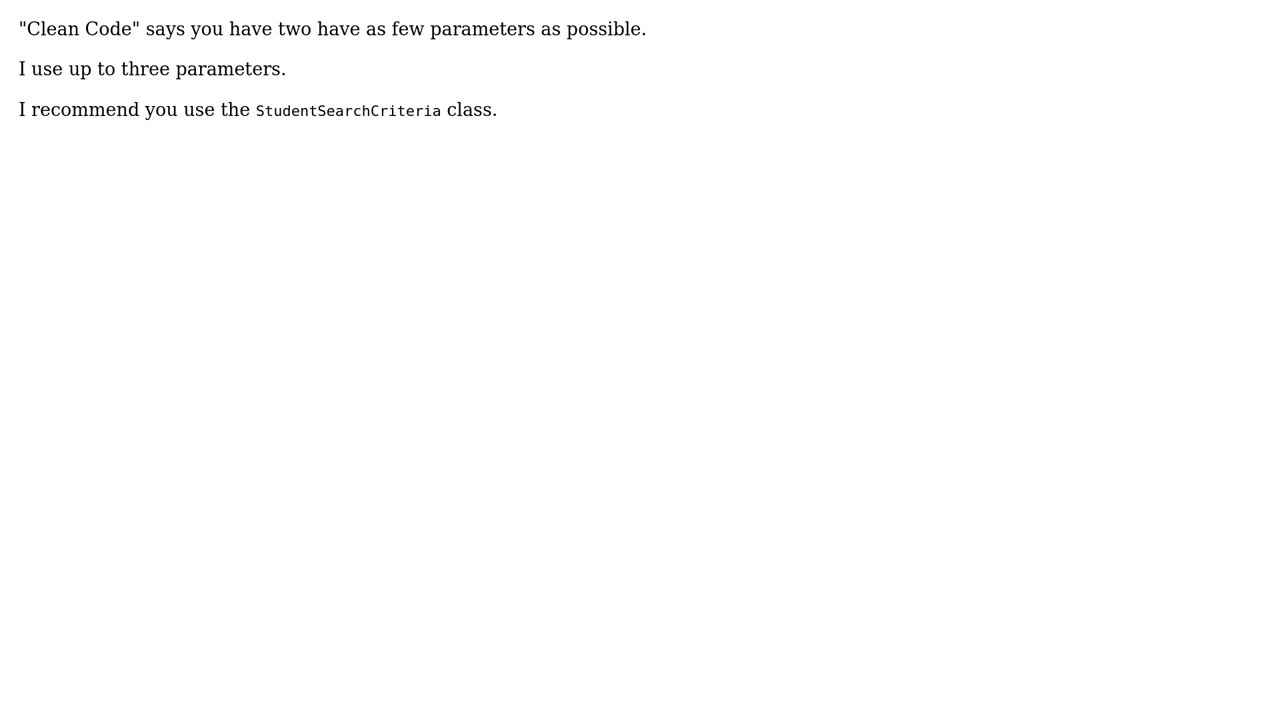 "Clean Code" says you have two have as few parameters as possible.
I use up to three parameters.
I recommend you use the StudentSearchCriteria class.